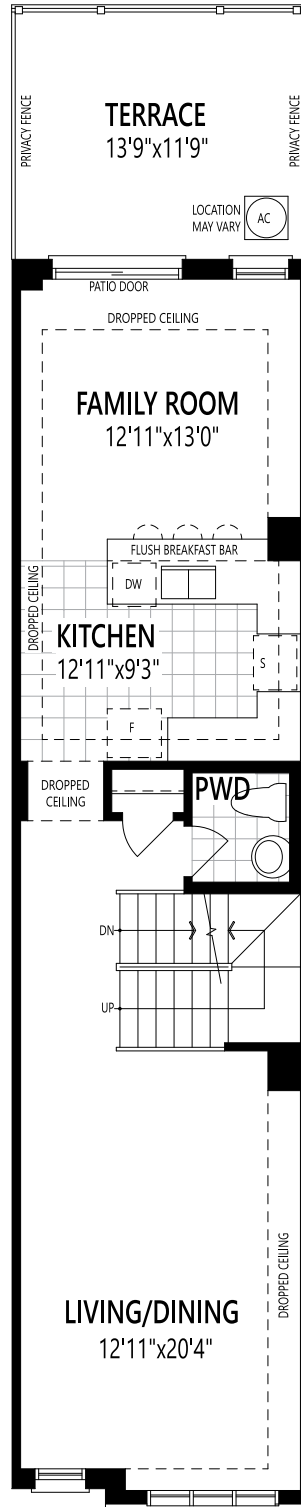 PRIVACY FENCE
TERRACE
13'9"x11'9"
PRIVACY FENCE
LOCATION
MAY VARY
AC
PATIO DOOR
DROPPED CEILING
FAMILY ROOM
12'11"x13'0"
FLUSH BREAKFAST BAR
DW
DROPPED CEILING
KITCHEN
12'11"x9'3"
S
F
DROPPED
CEILING
PWD
DN
UP
DROPPED CEILING
LIVING/DINING
12'11"x20'4"